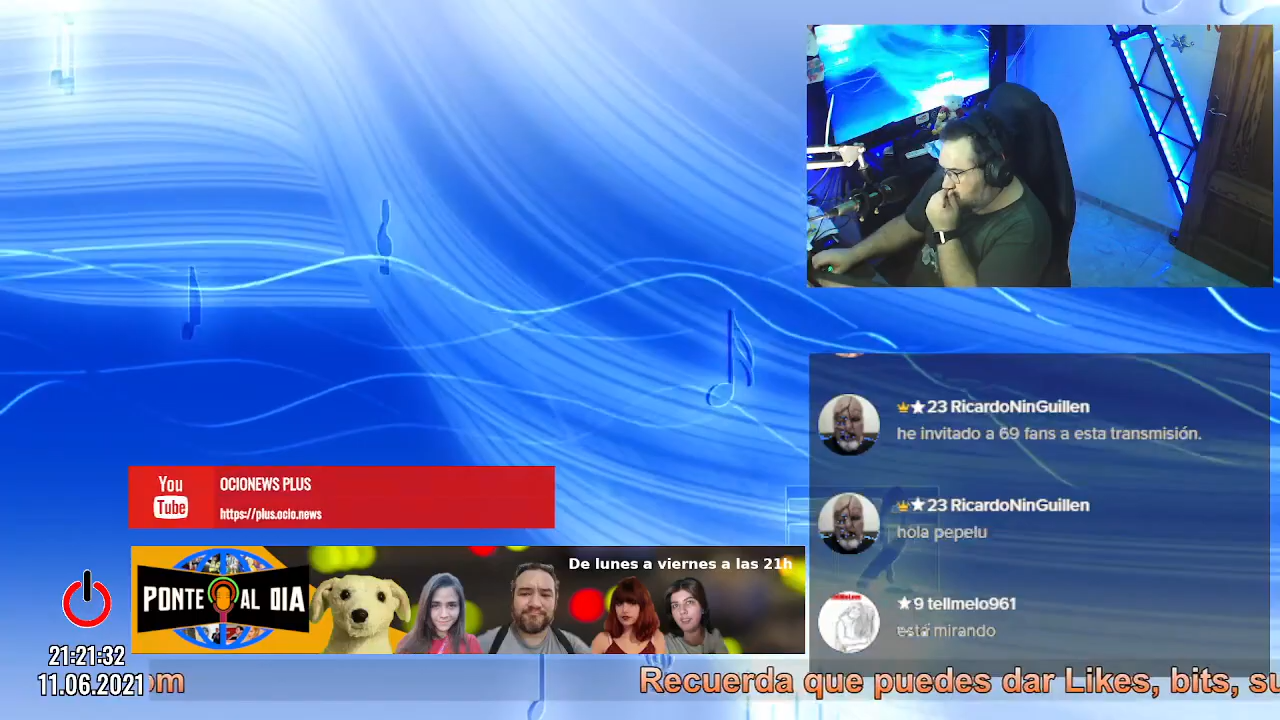 ★23 RicardoNinGuillen
he invitado a 69 fans a esta transmisión.
★23 RicardoNinGuillen
hola pepelu
★9 tellmelo961
está mirando
You
Tube
OCIONEWS PLUS
https://plus.ocio.news
De lunes a viernes a las 21h
PONTE AL DIA
21:21:32
11.06.2021
om
Recuerda que puedes dar Likes, bits, su